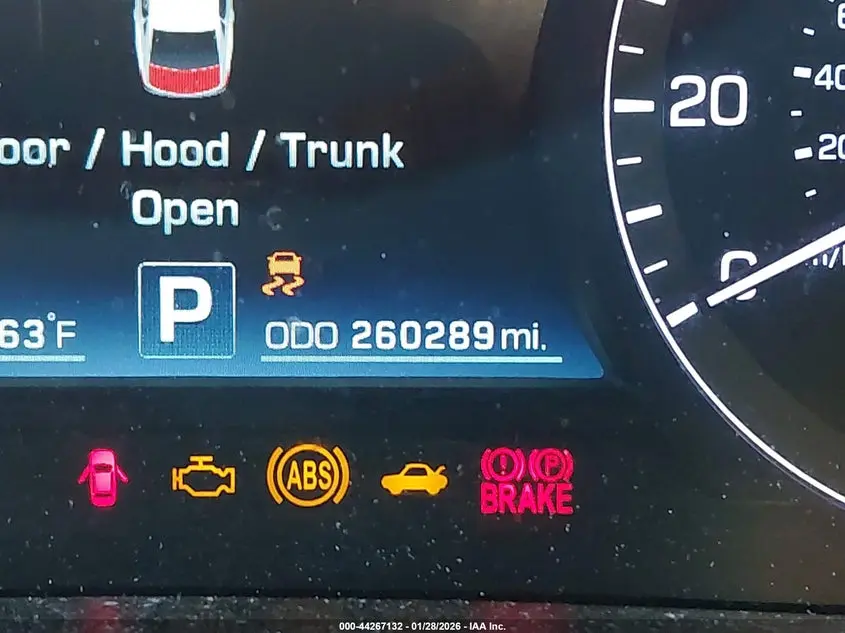 oor / Hood / Trunk
Open
20
40
20
0
63°F
P
ODO 260289 mi.
ABS
P
BRAKE
000-44267132 - 01/28/2026 - IAA Inc.